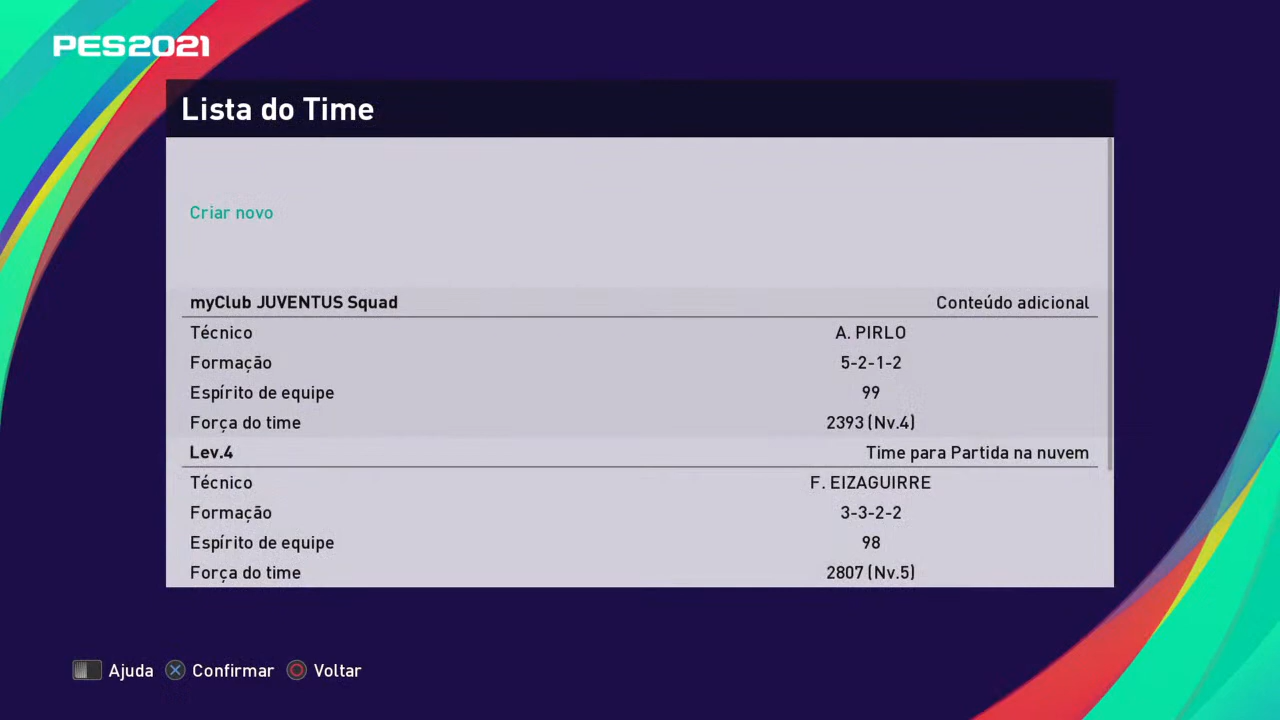 PES2021
Lista do Time
Criar novo
myClub JUVENTUS Squad Conteúdo adicional
Técnico A. PIRLO
Formação 5-2-1-2
Espírito de equipe 99
Força do time 2393 (Nv.4)
Lev.4 Time para Partida na nuvem
Técnico F. EIZAGUIRRE
Formação 3-3-2-2
Espírito de equipe 98
Força do time 2807 (Nv.5)
Ajuda Confirmar Voltar